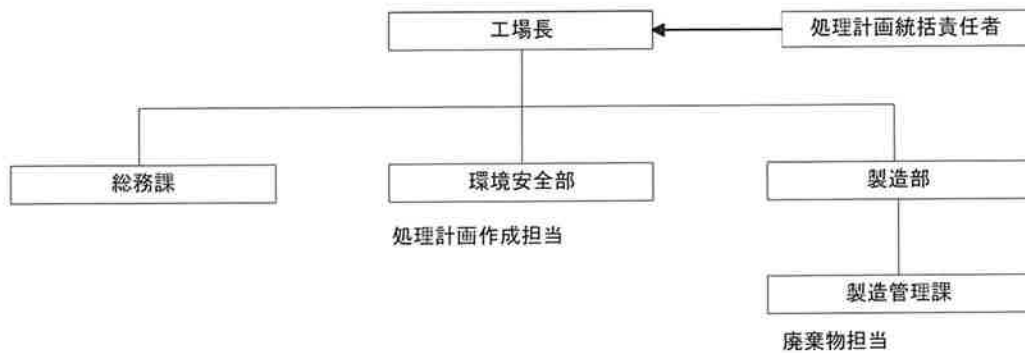 工場長
処理計画統括責任者
総務課
環境安全部
製造部
処理計画作成担当
製造管理課
廃棄物担当